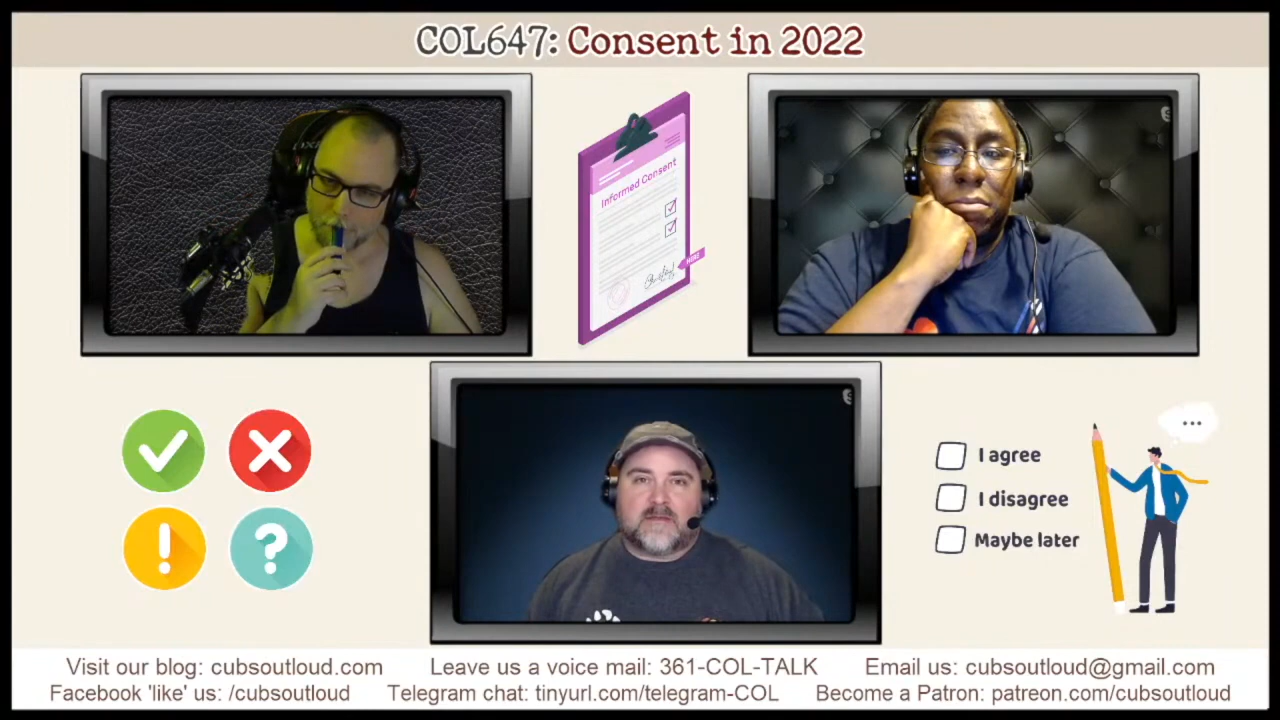 COL647: Consent in 2022
Informed Consent
HERE
I agree
I disagree
Maybe later
Visit our blog: cubsoutloud.com Leave us a voice mail: 361-COL-TALK Email us: cubsoutloud@gmail.com
Facebook 'like' us: /cubsoutloud Telegram chat: tinyurl.com/telegram-COL Become a Patron: patreon.com/cubsoutloud